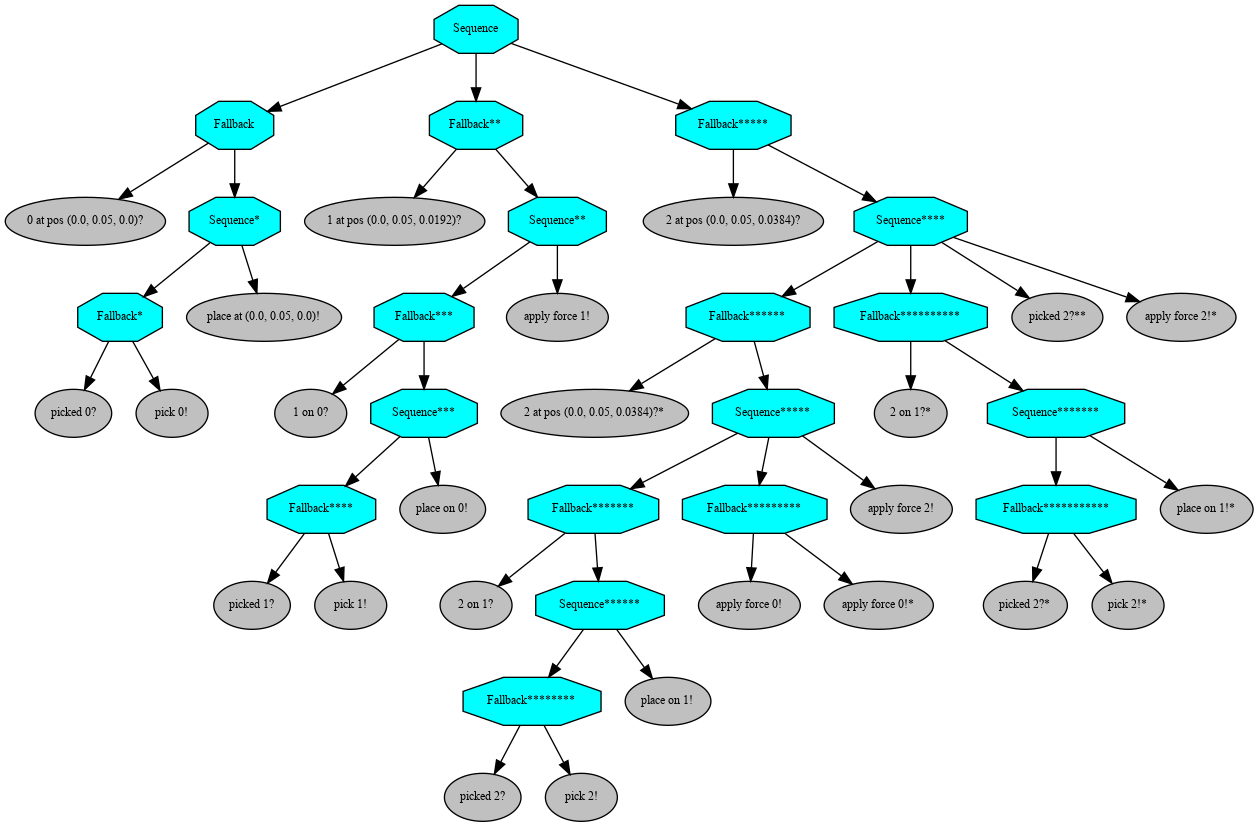 Sequence
Fallback
Fallback**
Fallback*****
0 at pos (0.0, 0.05, 0.0)?
Sequence*
1 at pos (0.0, 0.05, 0.0192)?
Sequence**
2 at pos (0.0, 0.05, 0.0384)?
Sequence****
Fallback*
place at (0.0, 0.05, 0.0)!
Fallback***
apply force 1!
Fallback******
Fallback**********
picked 2?**
apply force 2!*
picked 0?
pick 0!
1 on 0?
Sequence***
2 at pos (0.0, 0.05, 0.0384)?*
Sequence*****
2 on 1?*
Sequence*******
Fallback****
place on 0!
Fallback*******
Fallback*********
apply force 2!
Fallback***********
place on 1!*
picked 1?
pick 1!
2 on 1?
Sequence******
apply force 0!
apply force 0!*
picked 2?*
pick 2!*
Fallback********
place on 1!
picked 2?
pick 2!